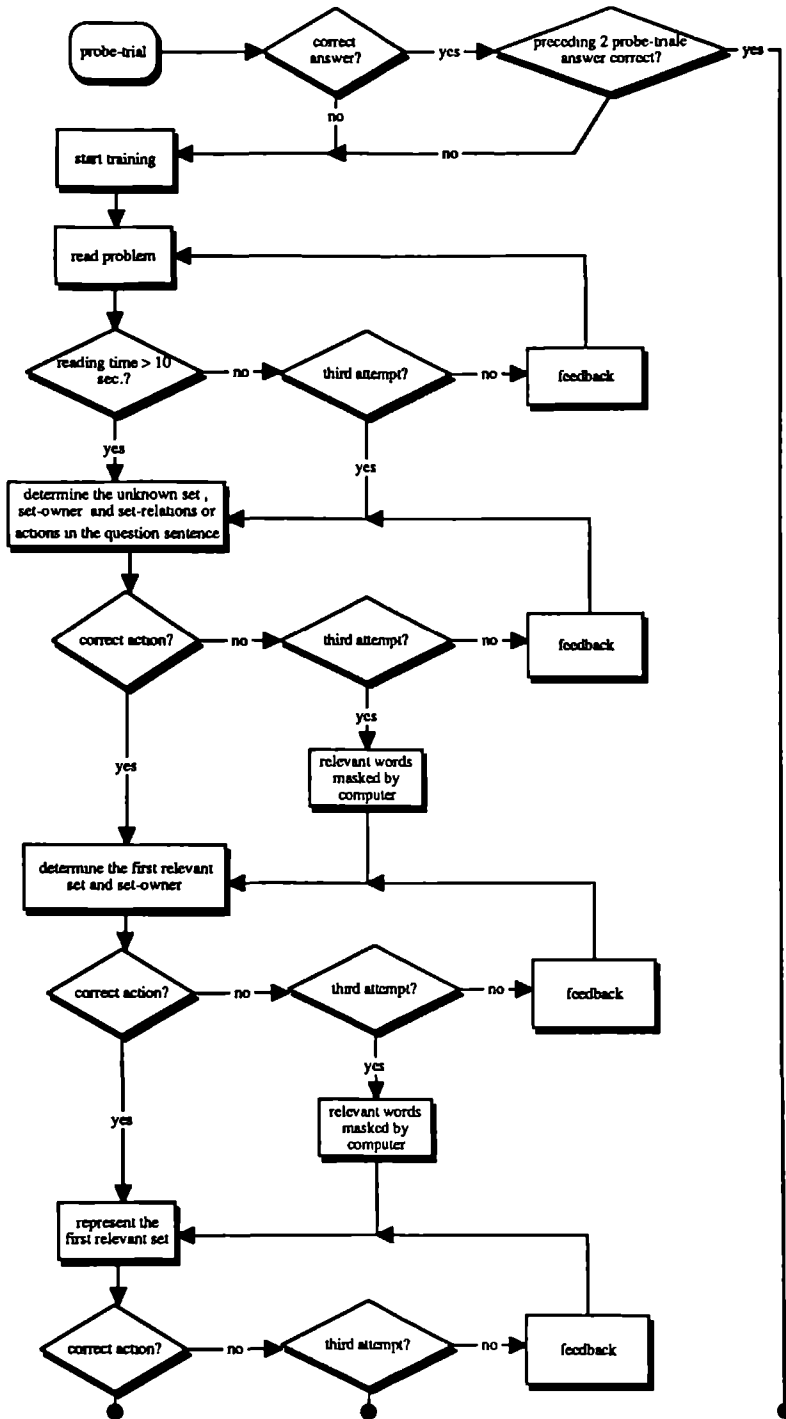 probe-trial
correct
answer?
yes
preceding 2 probe-trials
answer correct?
yes
no
no
start training
read problem
reading time > 10
sec.?
no
third attempt?
no
feedback
yes
yes
determine the unknown set ,
set-owner and set-relations or
actions in the question sentence
correct action?
no
third attempt?
no
feedback
yes
yes
relevant words
masked by
computer
determine the first relevant
set and set-owner
correct action?
no
third attempt?
no
feedback
yes
yes
relevant words
masked by
computer
represent the
first relevant set
correct action?
no
third attempt?
no
feedback